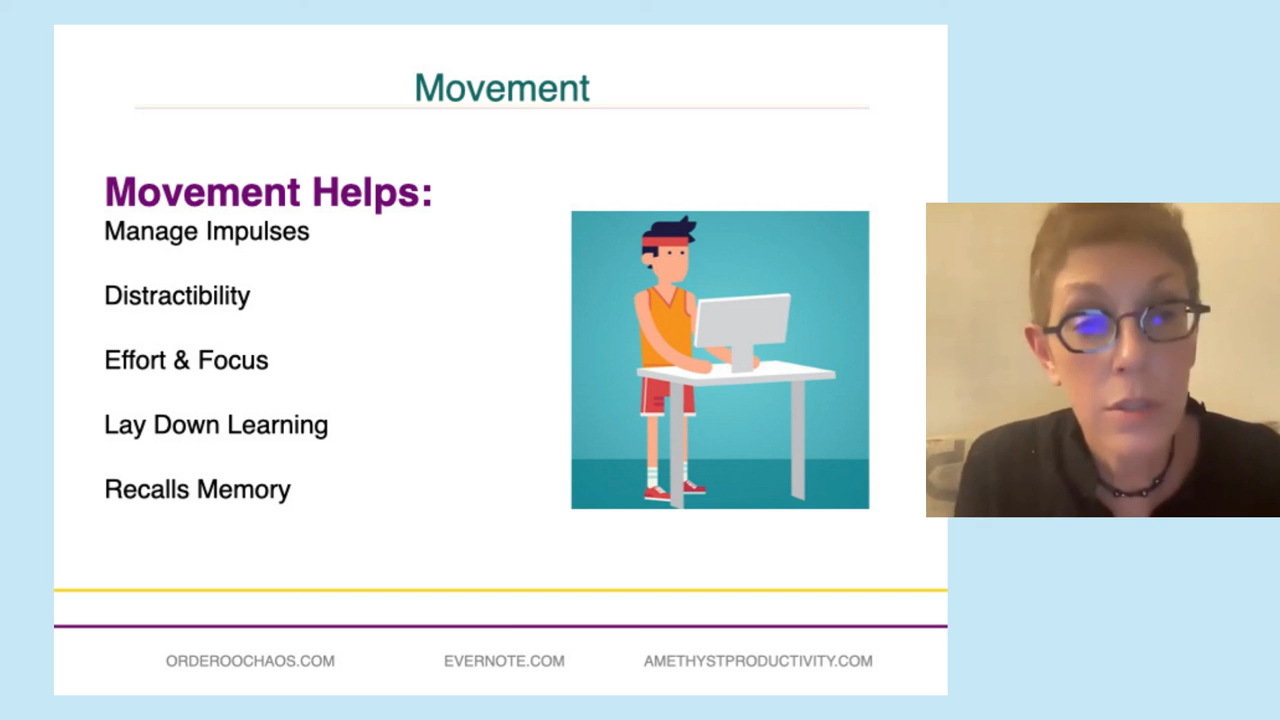 Movement
Movement Helps:
Manage Impulses
Distractibility
Effort & Focus
Lay Down Learning
Recalls Memory
ORDEROOCHAOS.COM
EVERNOTE.COM
AMETHYSTPRODUCTIVITY.COM